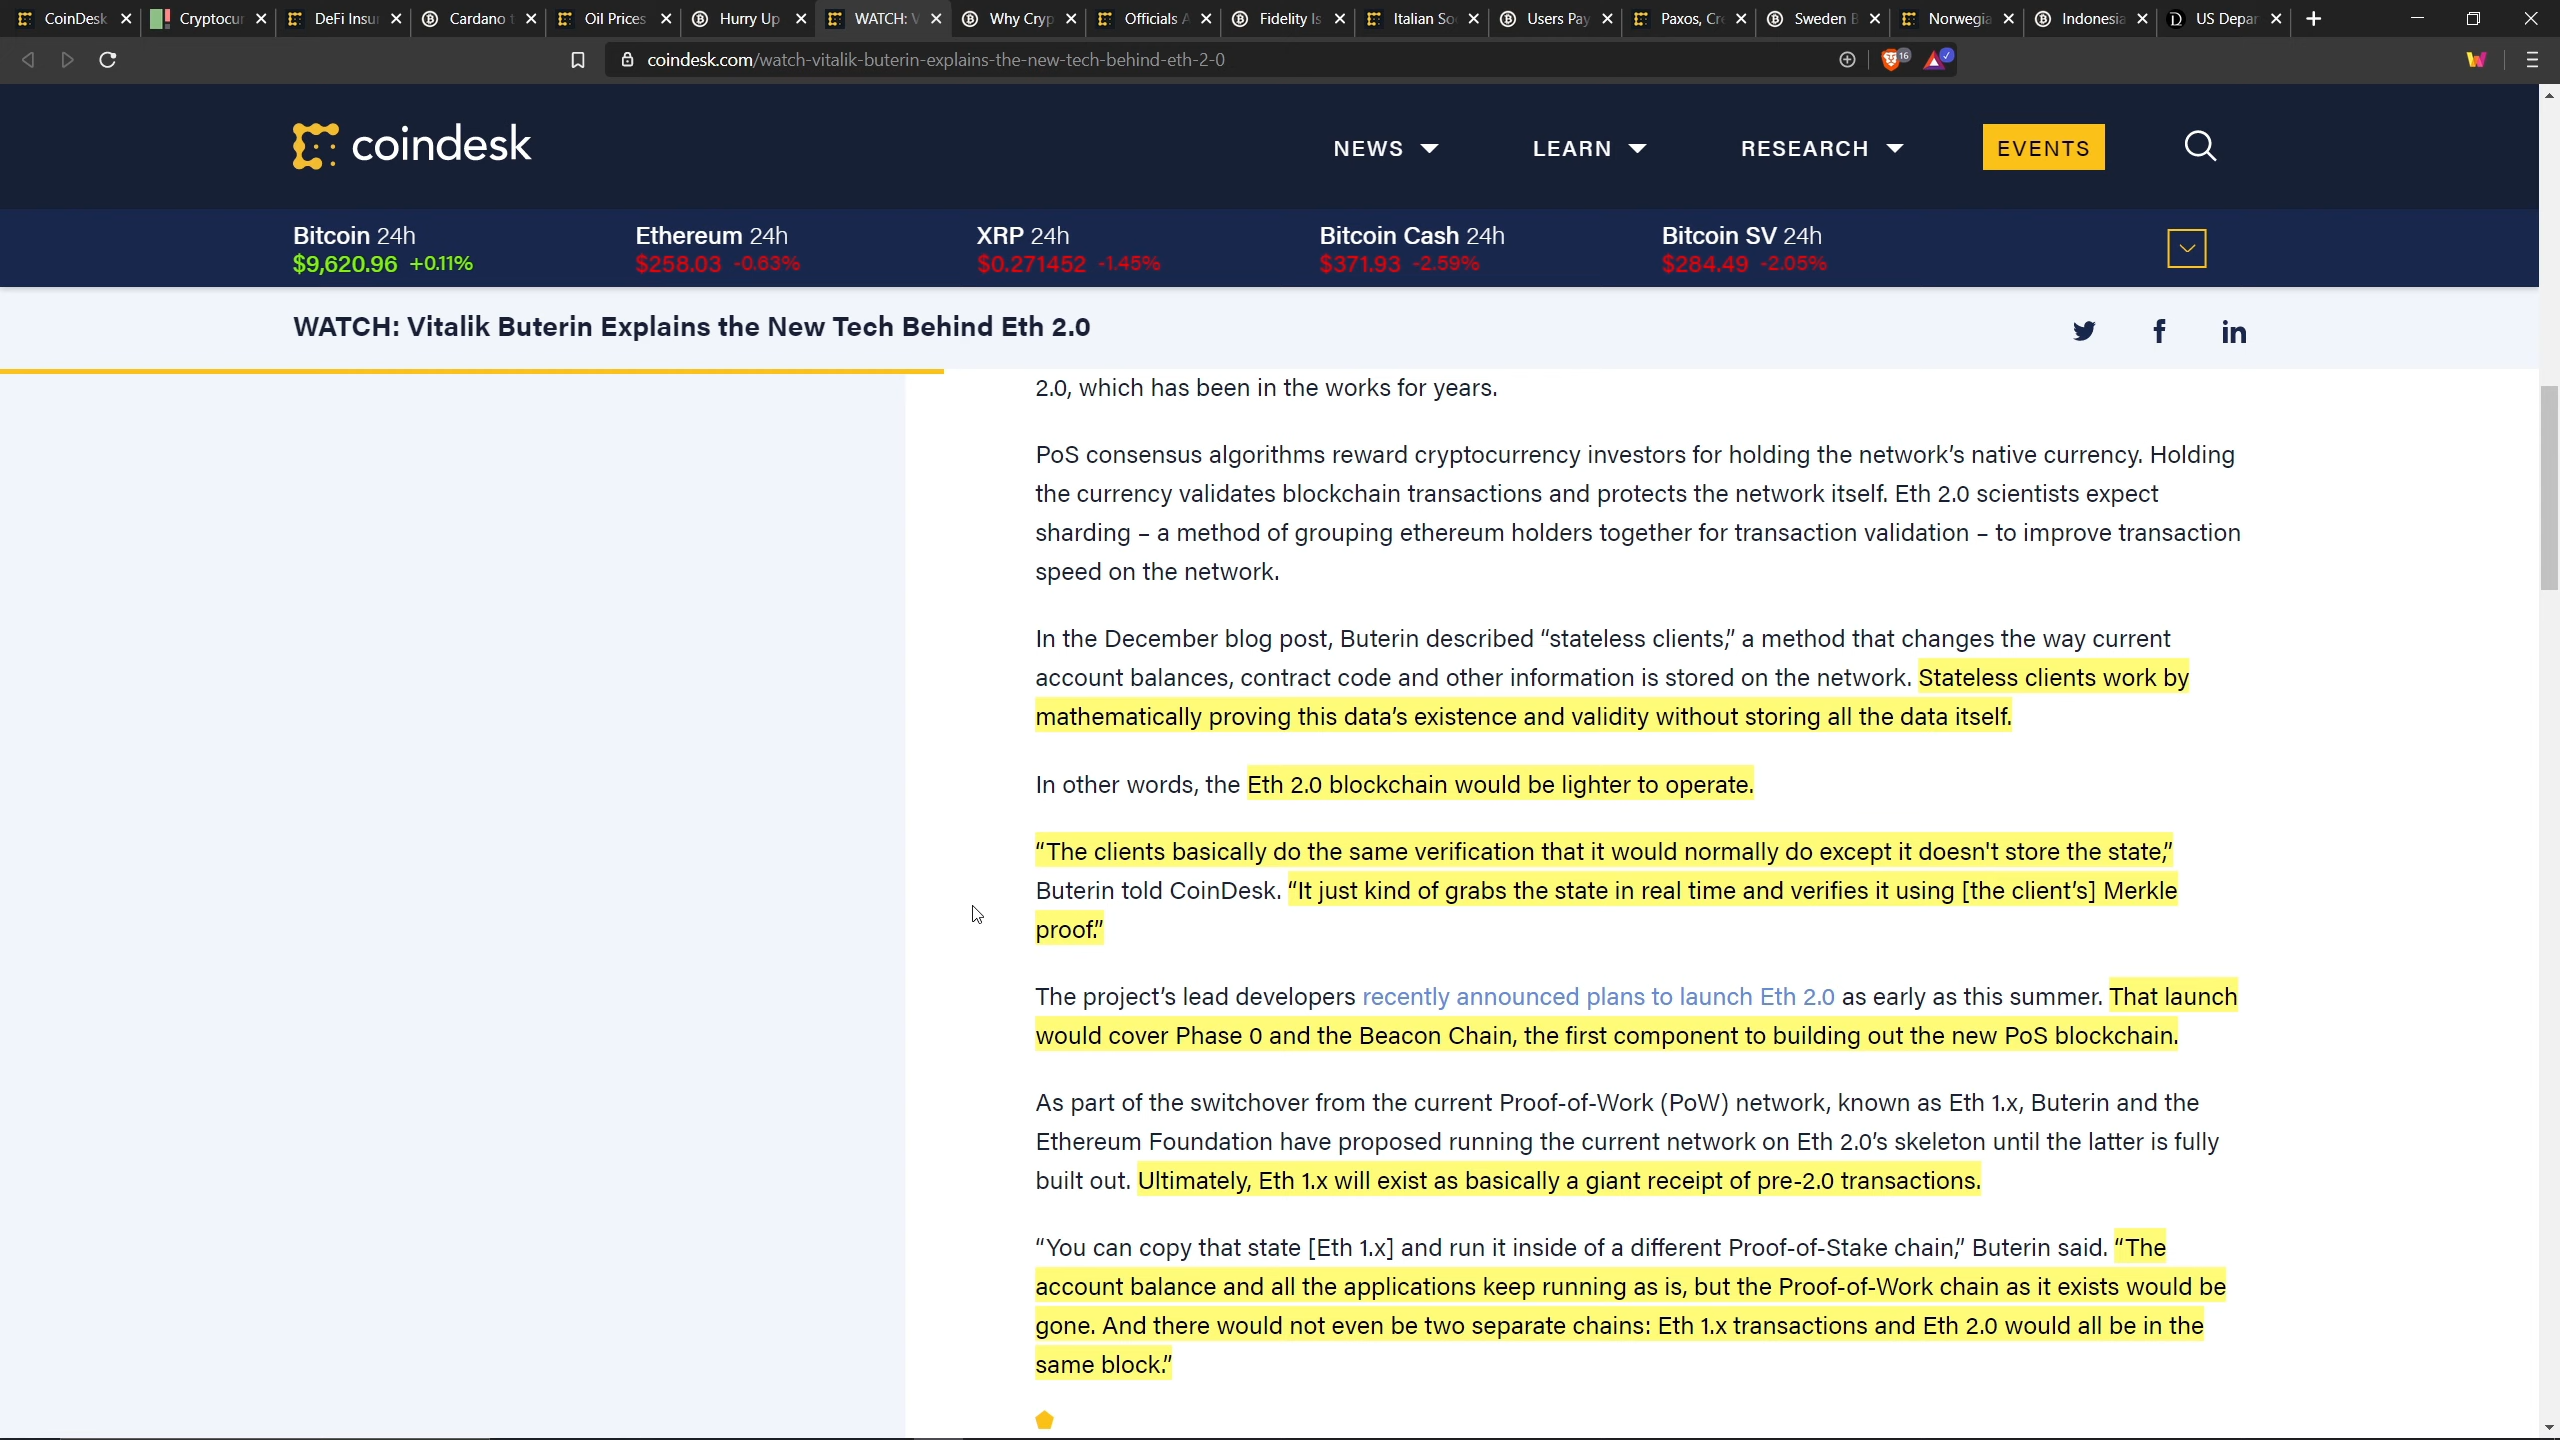 CoinDesk
Cryptocur
DeFi Insur
Cardano t
Oil Prices
Hurry Up
WATCH: V
Why Cryp
Officials A
Fidelity Is
Italian So
Users Pay
Paxos, Cre
Sweden B
Norwegia
Indonesia
US Depar
coindesk.com/watch-vitalik-buterin-explains-the-new-tech-behind-eth-2-0
16
coindesk
NEWS
LEARN
RESEARCH
EVENTS
Bitcoin 24h
$9,620.96 +0.11%
Ethereum 24h
$258.03 -0.63%
XRP 24h
$0.271452 -1.45%
Bitcoin Cash 24h
$371.93 -2.59%
Bitcoin SV 24h
$284.49 -2.05%
WATCH: Vitalik Buterin Explains the New Tech Behind Eth 2.0
2.0, which has been in the works for years.
PoS consensus algorithms reward cryptocurrency investors for holding the network’s native currency. Holding
the currency validates blockchain transactions and protects the network itself. Eth 2.0 scientists expect
sharding – a method of grouping ethereum holders together for transaction validation – to improve transaction
speed on the network.
In the December blog post, Buterin described “stateless clients,” a method that changes the way current
account balances, contract code and other information is stored on the network. Stateless clients work by
mathematically proving this data’s existence and validity without storing all the data itself.
In other words, the Eth 2.0 blockchain would be lighter to operate.
“The clients basically do the same verification that it would normally do except it doesn't store the state,”
Buterin told CoinDesk. “It just kind of grabs the state in real time and verifies it using [the client’s] Merkle
proof.”
The project’s lead developers recently announced plans to launch Eth 2.0 as early as this summer. That launch
would cover Phase 0 and the Beacon Chain, the first component to building out the new PoS blockchain.
As part of the switchover from the current Proof-of-Work (PoW) network, known as Eth 1.x, Buterin and the
Ethereum Foundation have proposed running the current network on Eth 2.0’s skeleton until the latter is fully
built out. Ultimately, Eth 1.x will exist as basically a giant receipt of pre-2.0 transactions.
“You can copy that state [Eth 1.x] and run it inside of a different Proof-of-Stake chain,” Buterin said. “The
account balance and all the applications keep running as is, but the Proof-of-Work chain as it exists would be
gone. And there would not even be two separate chains: Eth 1.x transactions and Eth 2.0 would all be in the
same block.”